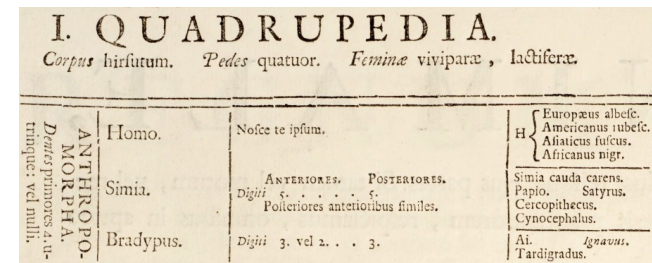 I. QUADRUPEDIA.
Corpus hirſutum. Pedes quatuor. Feminæ viviparæ, lactiferæ.
ANTHROPO-
MORPHA.
Dentes primores 4. u-
trinque: vel nulli.
Homo.
Noſce te ipſum.
H
Europæus albeſc.
Americanus rubeſc.
Aſiaticus fuſcus.
Africanus nigr.
Simia.
ANTERIORES. POSTERIORES.
Digiti 5. . . . 5.
Poſteriores anterioribus ſimiles.
Simia cauda carens.
Papio. Satyrus.
Cercopithecus.
Cynocephalus.
Bradypus.
Digiti 3. vel 2. . . 3.
Ai. Ignavus.
Tardigradus.